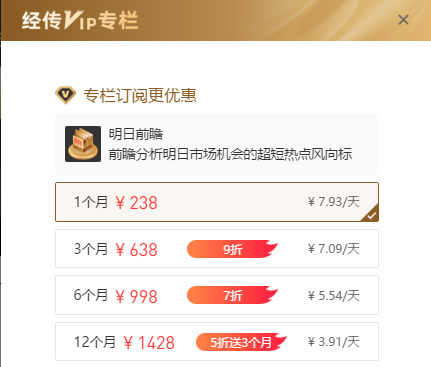 经传VIP专栏
专栏订阅更优惠
明日前瞻
前瞻分析明日市场机会的超短热点风向标
1个月 ¥ 238 ¥ 7.93/天
3个月 ¥ 638 9折 ¥ 7.09/天
6个月 ¥ 998 7折 ¥ 5.54/天
12个月 ¥ 1428 5折送3个月 ¥ 3.91/天